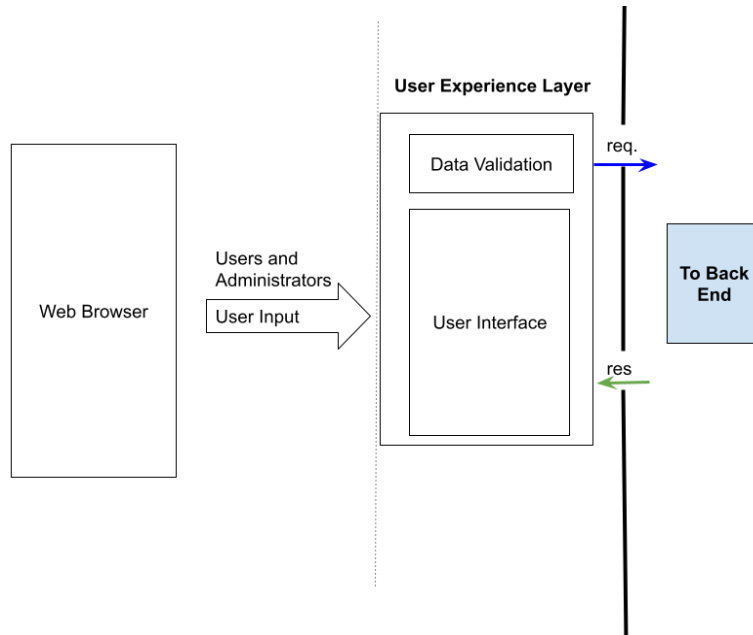 User Experience Layer
Data Validation
req.
Web Browser
Users and
Administrators
User Input
User Interface
To Back
End
res